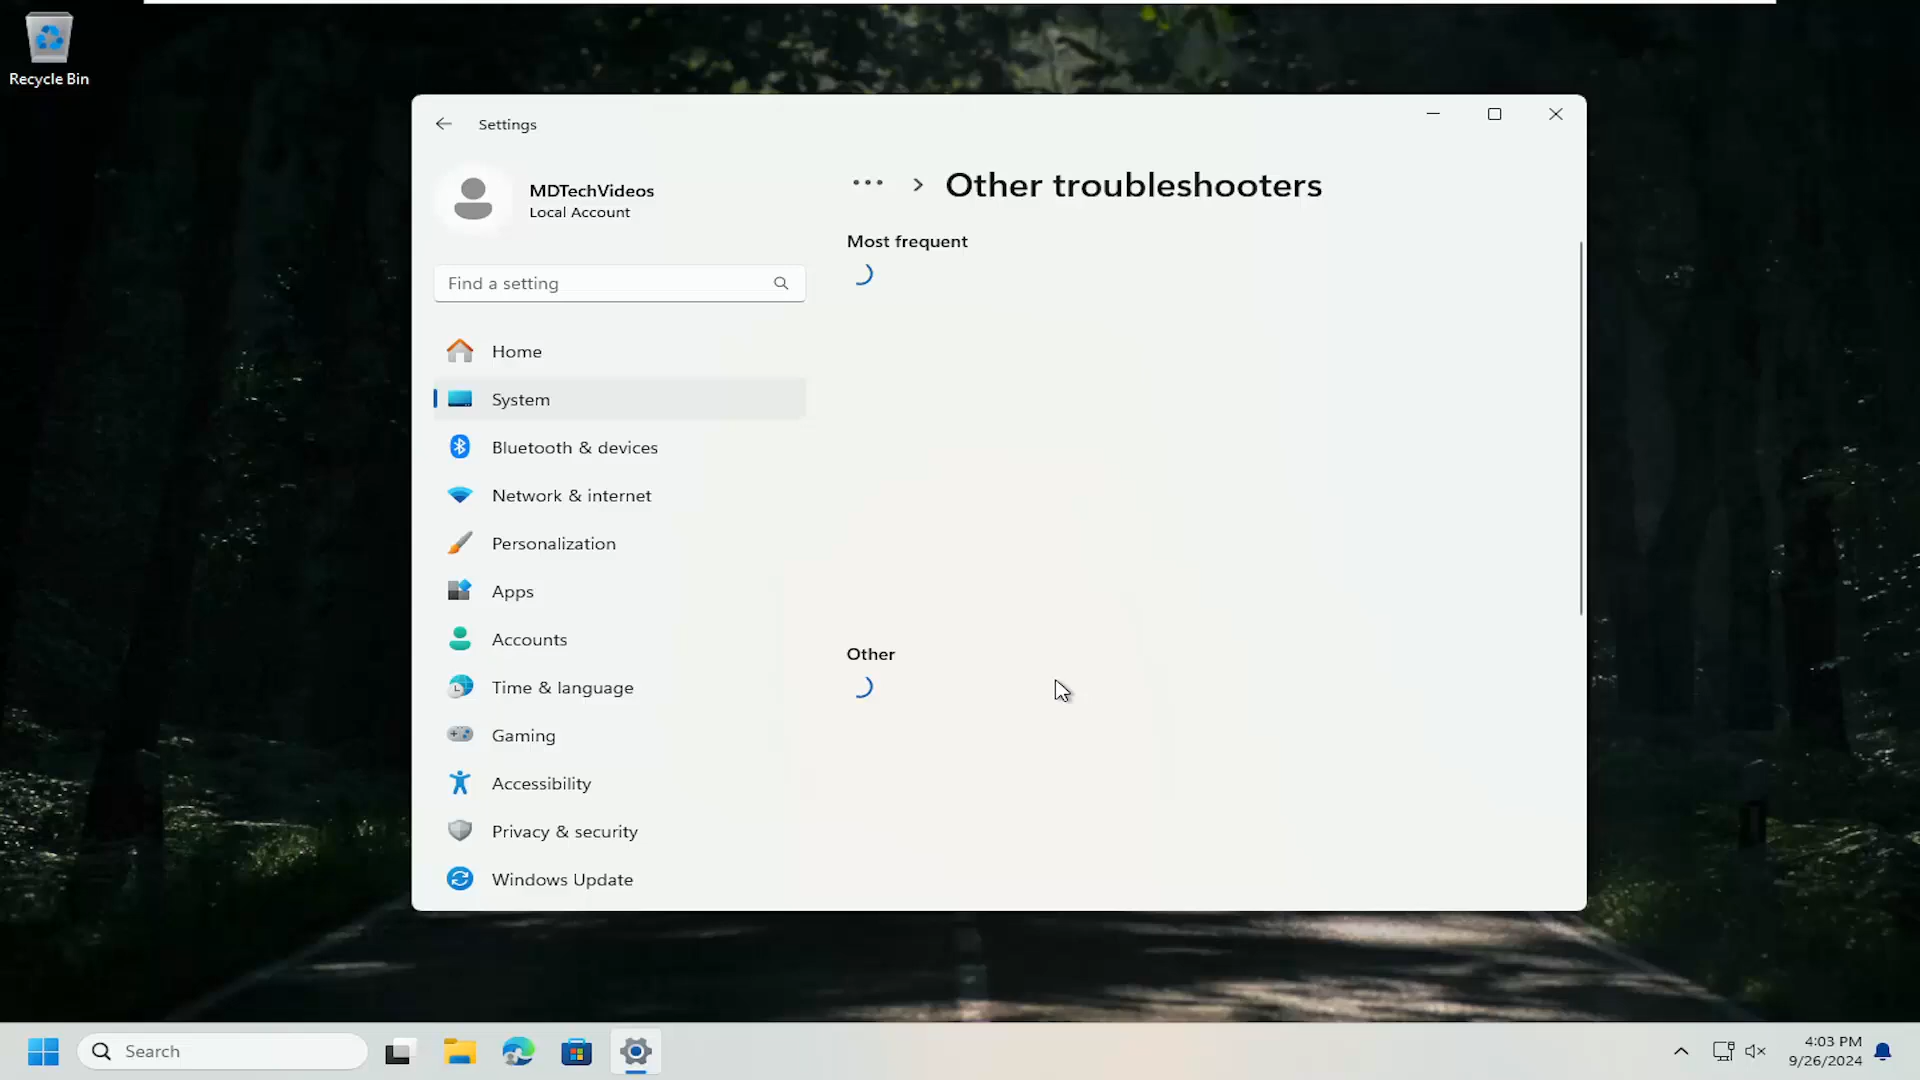 Recycle Bin
Settings
MDTechVideos
Local Account
Find a setting
Home
System
Bluetooth & devices
Network & internet
Personalization
Apps
Accounts
Time & language
Gaming
Accessibility
Privacy & security
Windows Update
... > Other troubleshooters
Most frequent
Other
Search
4:03 PM
9/26/2024